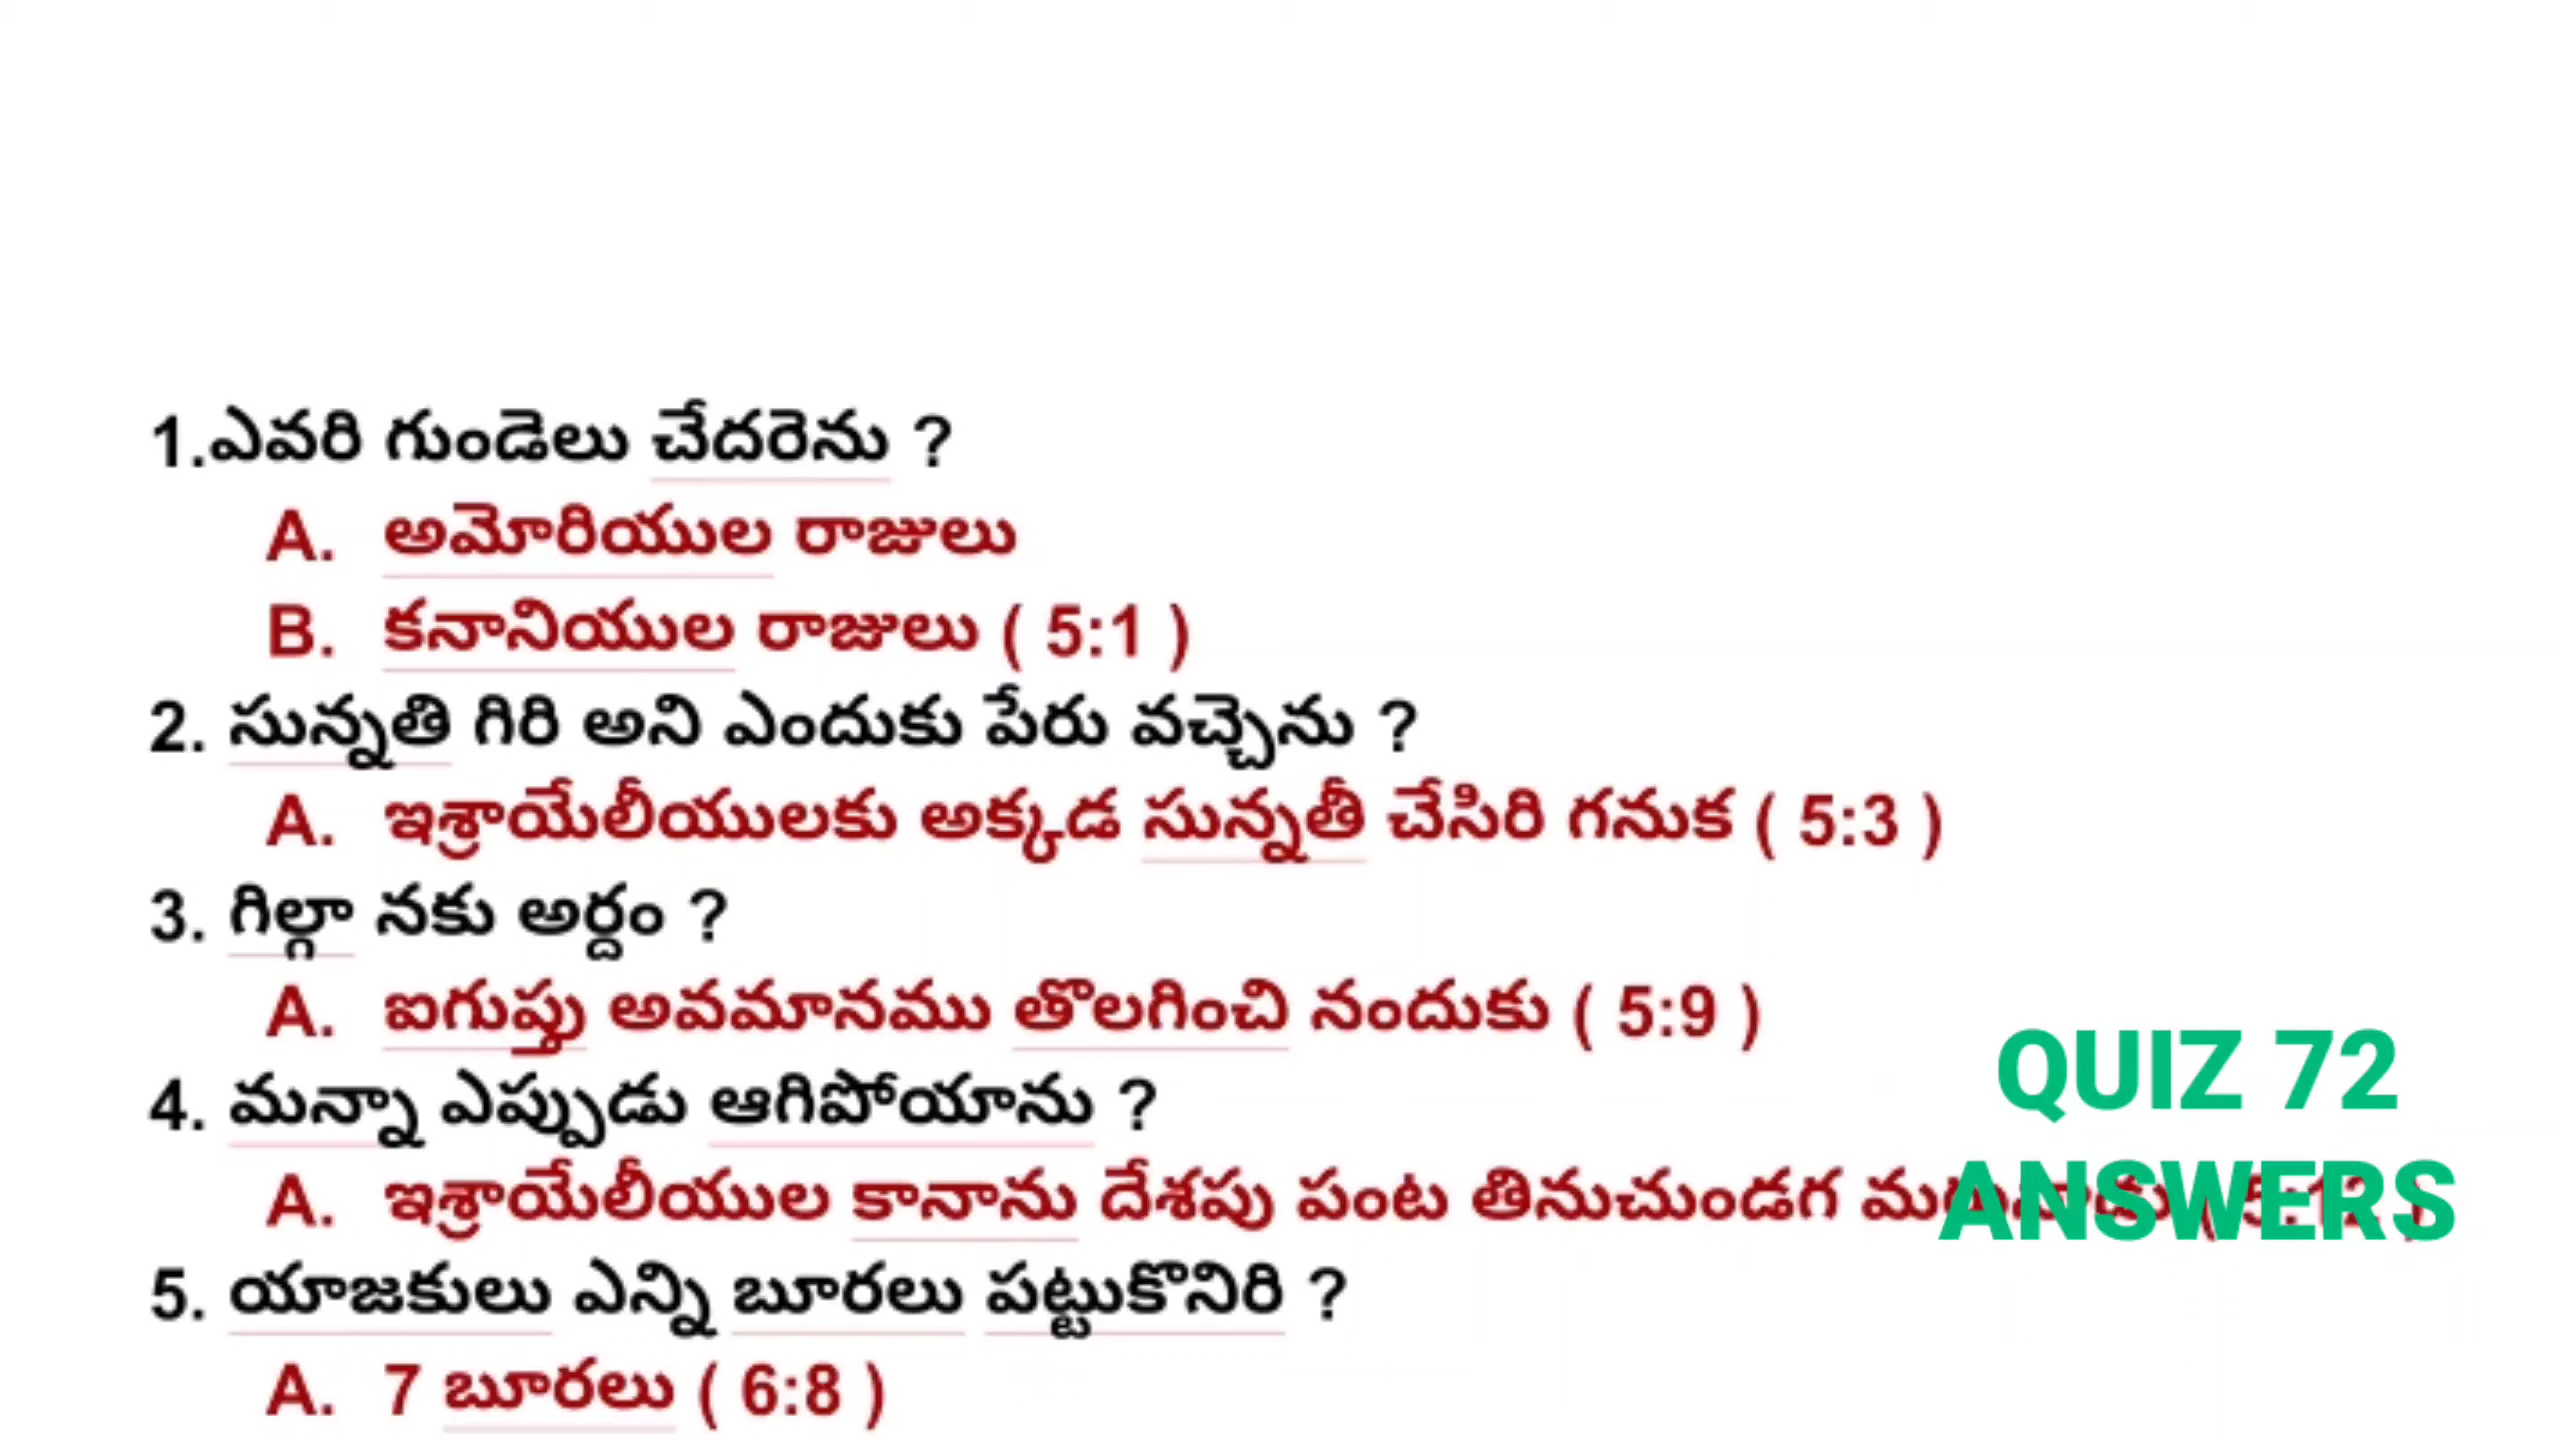 1.ఎవరి గుండెలు చేదరెను ?
A. అమోరియుల రాజులు
B. కనానియుల రాజులు ( 5:1 )
2. సున్నతి గిరి అని ఎందుకు పేరు వచ్చెను ?
A. ఇశ్రాయేలీయులకు అక్కడ సున్నతీ చేసిరి గనుక ( 5:3 )
3. గిల్గా నకు అర్దం ?
A. ఐగుప్తు అవమానము తొలగించి నందుకు ( 5:9 )
4. మన్నా ఎప్పుడు ఆగిపోయాను ?
A. ఇశ్రాయేలీయుల కానాను దేశపు పంట తినుచుండగ
5. యాజకులు ఎన్ని బూరలు పట్టుకొనిరి ?
A. 7 బూరలు ( 6:8 )
QUIZ 72
ANSWERS